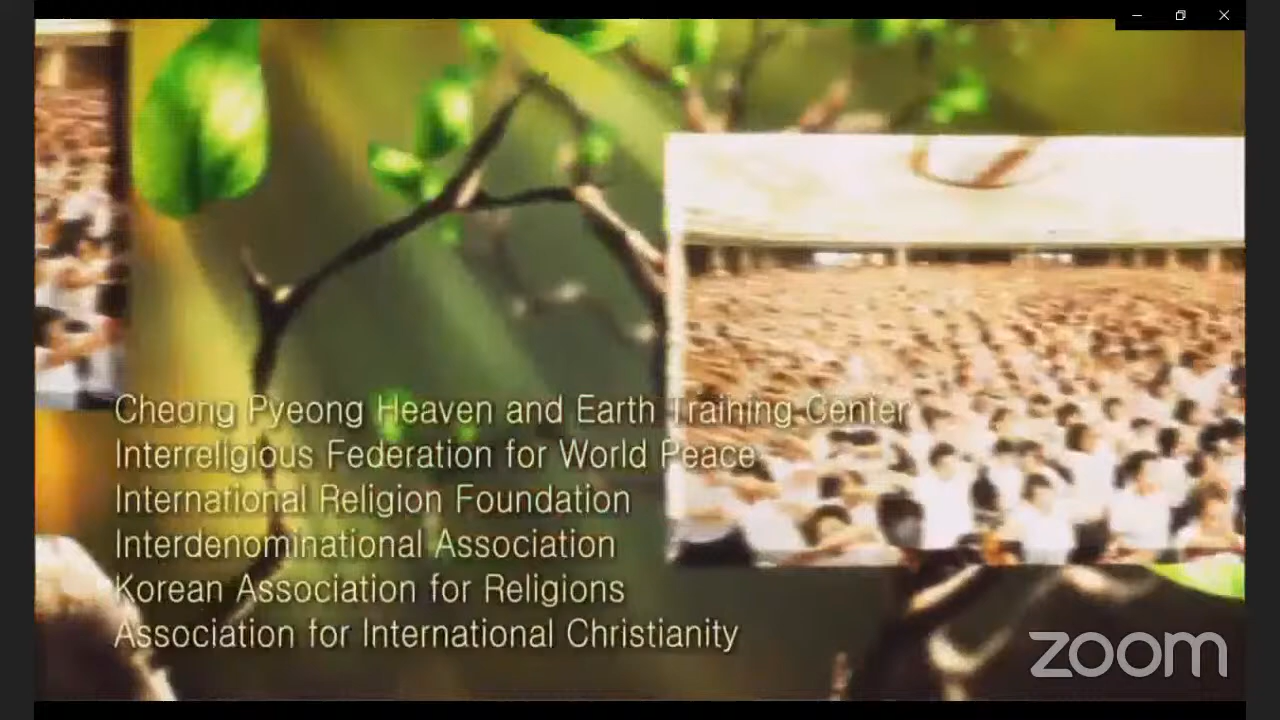 Cheong Pyeong Heaven and Earth Training Center
Interreligious Federation for World Peace
International Religion Foundation
Interdenominational Association
Korean Association for Religions
Association for International Christianity
zoom